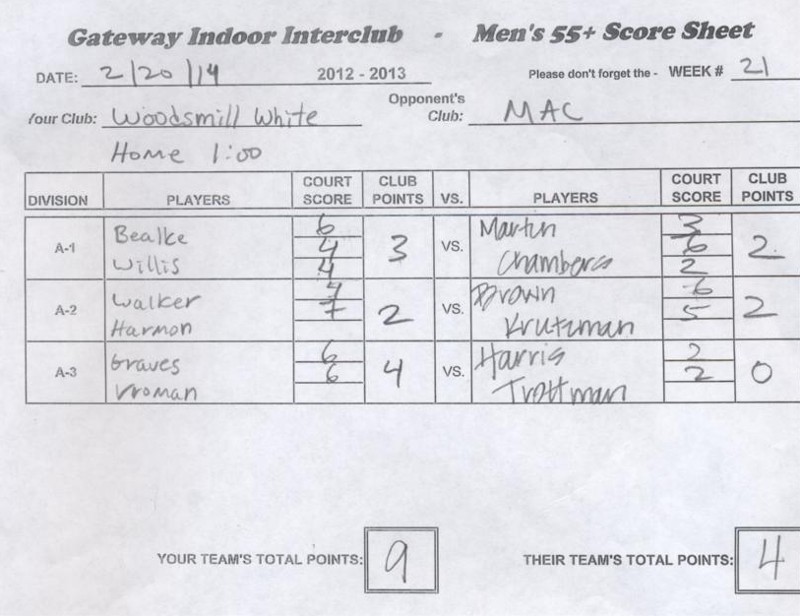 Gateway Indoor Interclub - Men's 55+ Score Sheet
DATE: 2/20/14 2012 - 2013 Please don't forget the - WEEK # 21
Your Club: Woodsmill White Opponent's Club: MAC
Home 1:00
DIVISION PLAYERS COURT SCORE CLUB POINTS VS. PLAYERS COURT SCORE CLUB POINTS
A-1 Bealke 6 4 4 3 VS. Martin 3 6 2 2
Willis Chambers
A-2 Walker 7 2 VS. Brown 6 5 2
Harmon Krutzman
A-3 Graves 6 6 4 VS. Harris 2 2 0
Vroman Trottman
YOUR TEAM'S TOTAL POINTS: 9 THEIR TEAM'S TOTAL POINTS: 4